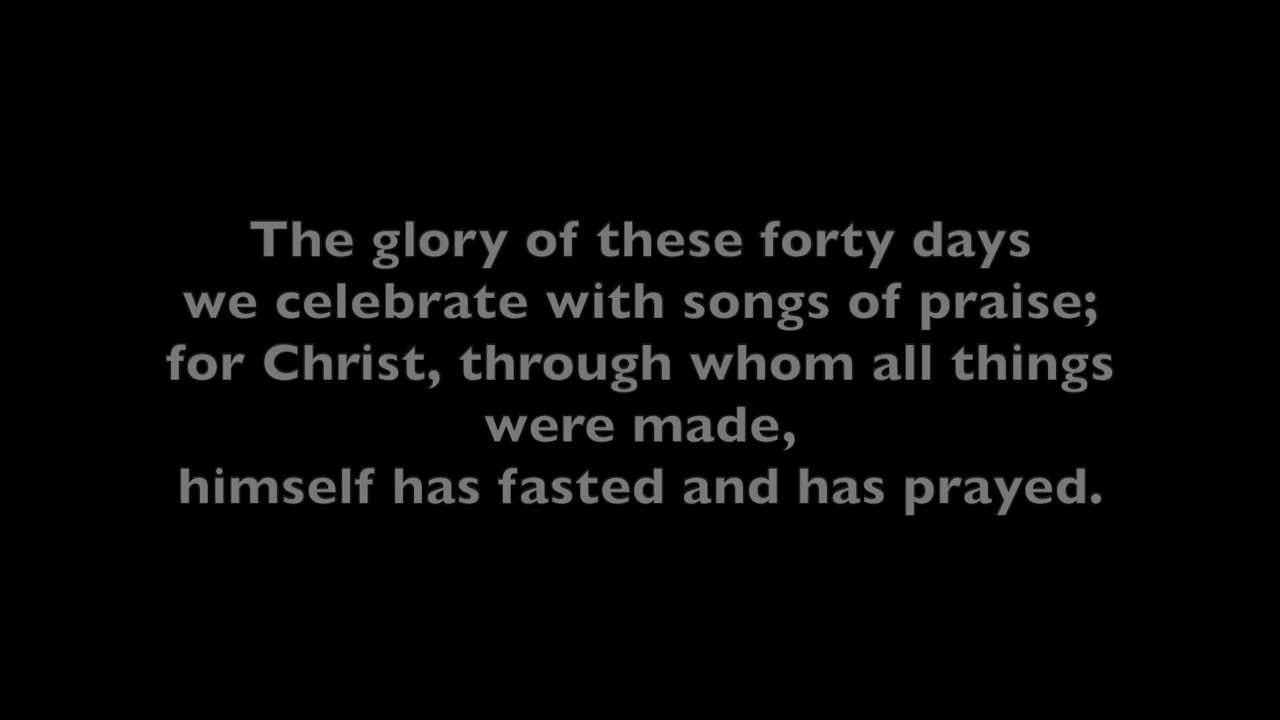 The glory of these forty days
we celebrate with songs of praise;
for Christ, through whom all things
were made,
himself has fasted and has prayed.